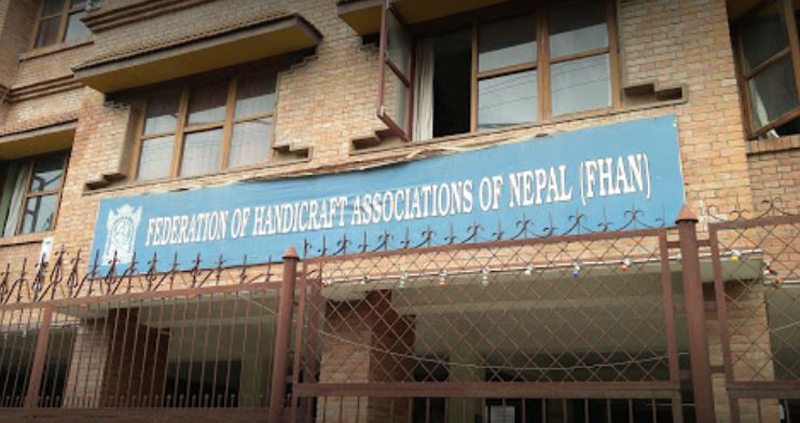 FEDERATION OF HANDICRAFT ASSOCIATIONS OF NEPAL (FHAN)